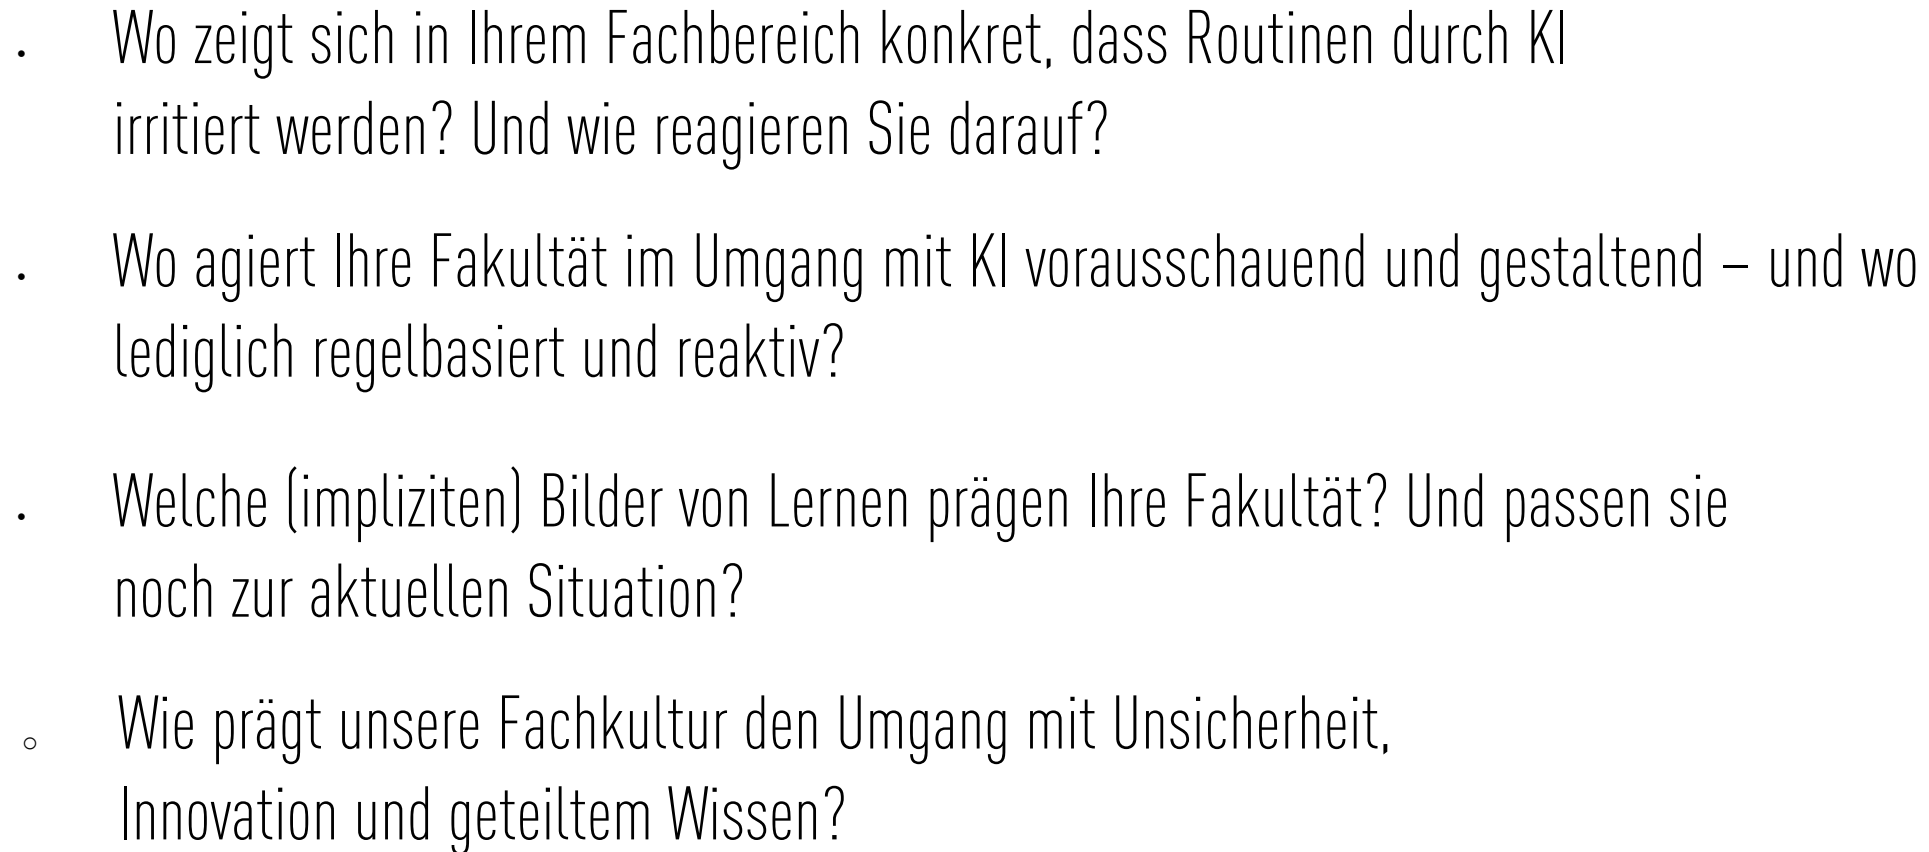 • Wo zeigt sich in Ihrem Fachbereich konkret, dass Routinen durch KI
irritiert werden? Und wie reagieren Sie darauf?
• Wo agiert Ihre Fakultät im Umgang mit KI vorausschauend und gestaltend – und wo
lediglich regelbasiert und reaktiv?
• Welche (impliziten) Bilder von Lernen prägen Ihre Fakultät? Und passen sie
noch zur aktuellen Situation?
○ Wie prägt unsere Fachkultur den Umgang mit Unsicherheit,
Innovation und geteiltem Wissen?